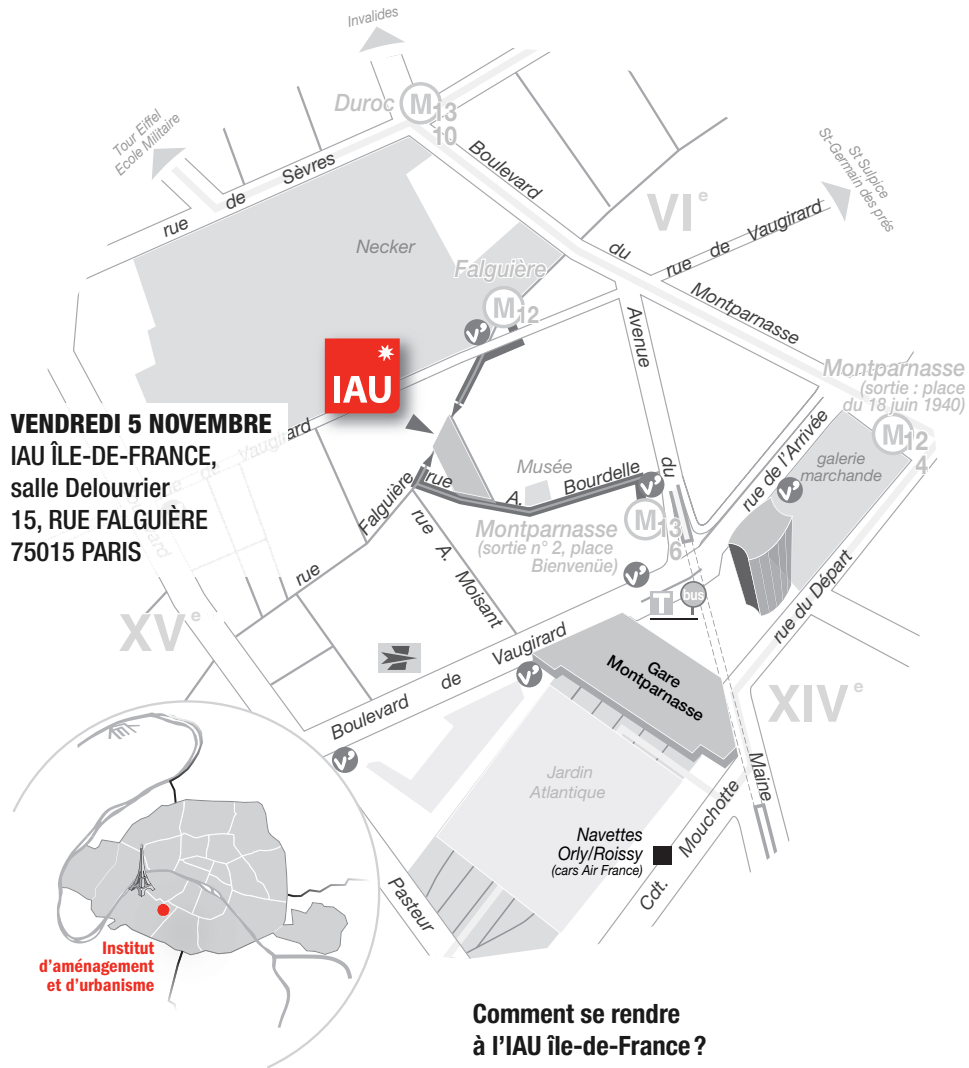 Invalides
Duroc
M 13
10
Tour Eiffel
Ecole Militaire
rue de Sèvres
Boulevard du Montparnasse
VIe
St Sulpice
St-Germain des prés
rue de Vaugirard
Necker
Falguière
M 12
Avenue du Maine
IAU
Montparnasse
(sortie : place
du 18 juin 1940)
M 12
4
VENDREDI 5 NOVEMBRE
IAU ÎLE-DE-FRANCE,
salle Delouvrier
15, RUE FALGUIÈRE
75015 PARIS
de Vaugirard
rue Falguière
rue A. Bourdelle
Musée
rue de l'Arrivée
galerie
marchande
Montparnasse
(sortie n° 2, place
Bienvenüe)
M 13
6
rue A. Moisant
T
bus
rue du Départ
XVe
Boulevard de Vaugirard
Gare
Montparnasse
XIVe
Jardin
Atlantique
Navettes
Orly/Roissy
(cars Air France)
Cdt. Mouchotte
Pasteur
Institut
d'aménagement
et d'urbanisme
Comment se rendre
à l'IAU île-de-France ?